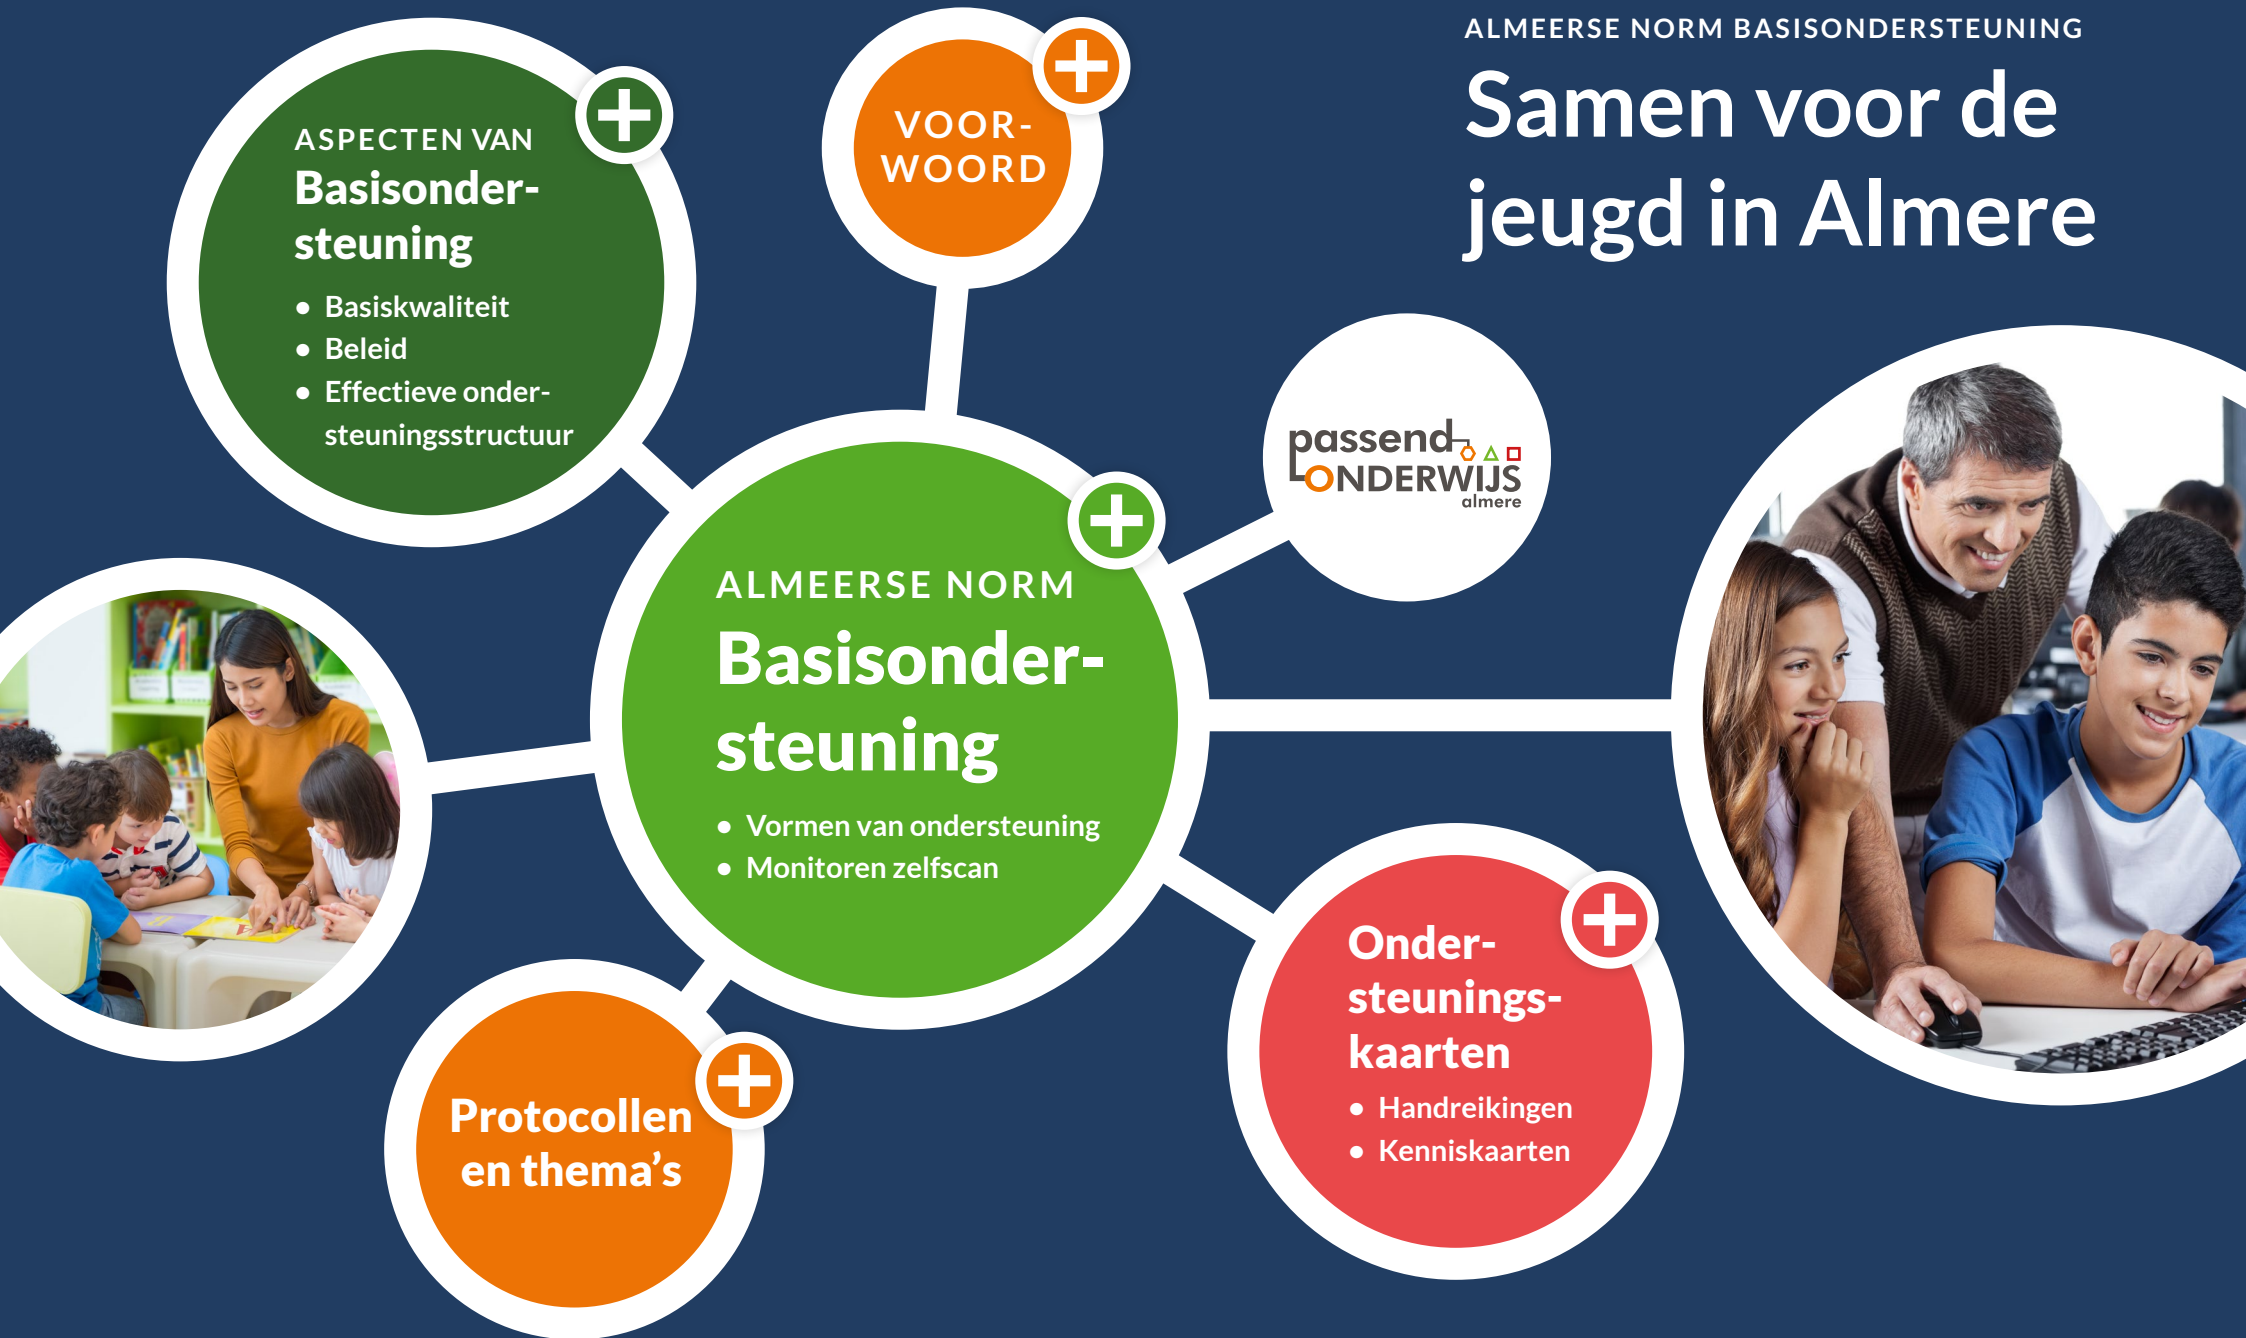 ALMEERSE NORM BASISONDERSTEUNING
Samen voor de
jeugd in Almere
ASPECTEN VAN
Basisonder-
steuning
• Basiskwaliteit
• Beleid
• Effectieve onder-
steuningsstructuur
VOOR-
WOORD
passend
ONDERWIJS
almere
ALMEERSE NORM
Basisonder-
steuning
• Vormen van ondersteuning
• Monitoren zelfscan
Onder-
steunings-
kaarten
• Handreikingen
• Kenniskaarten
Protocollen
en thema’s